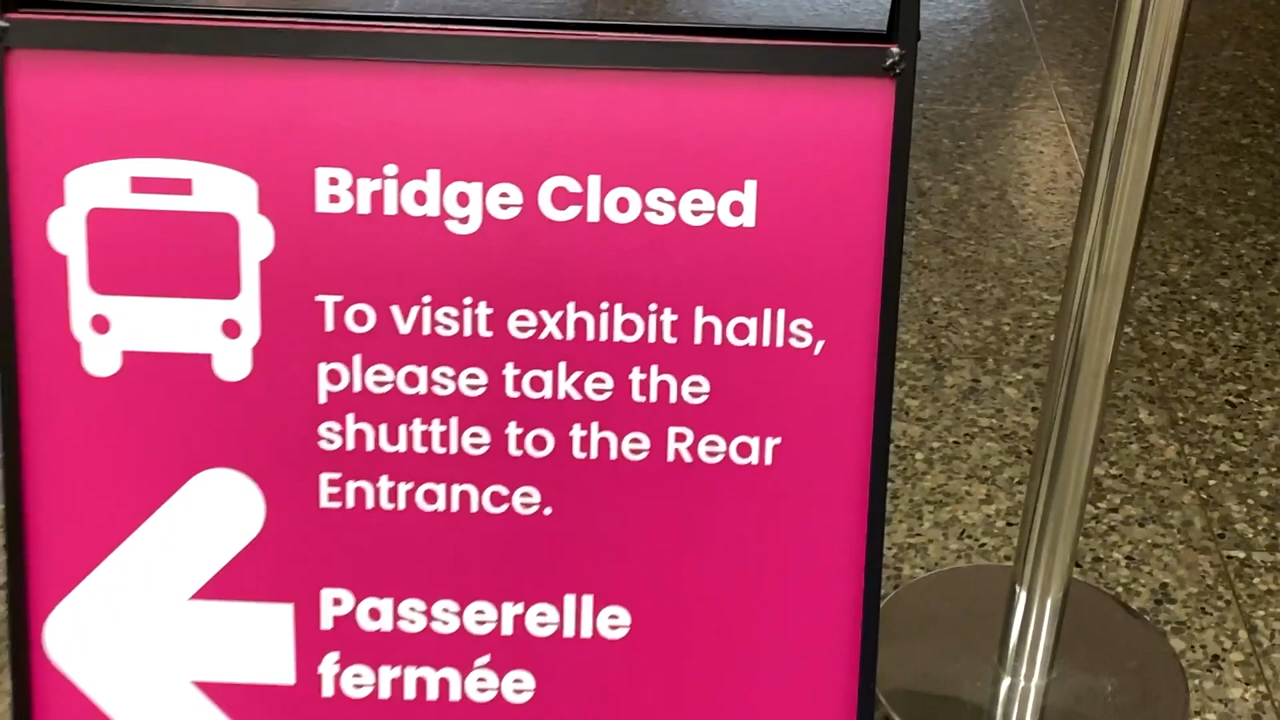 Bridge Closed
To visit exhibit halls,
please take the
shuttle to the Rear
Entrance.
Passerelle
fermée